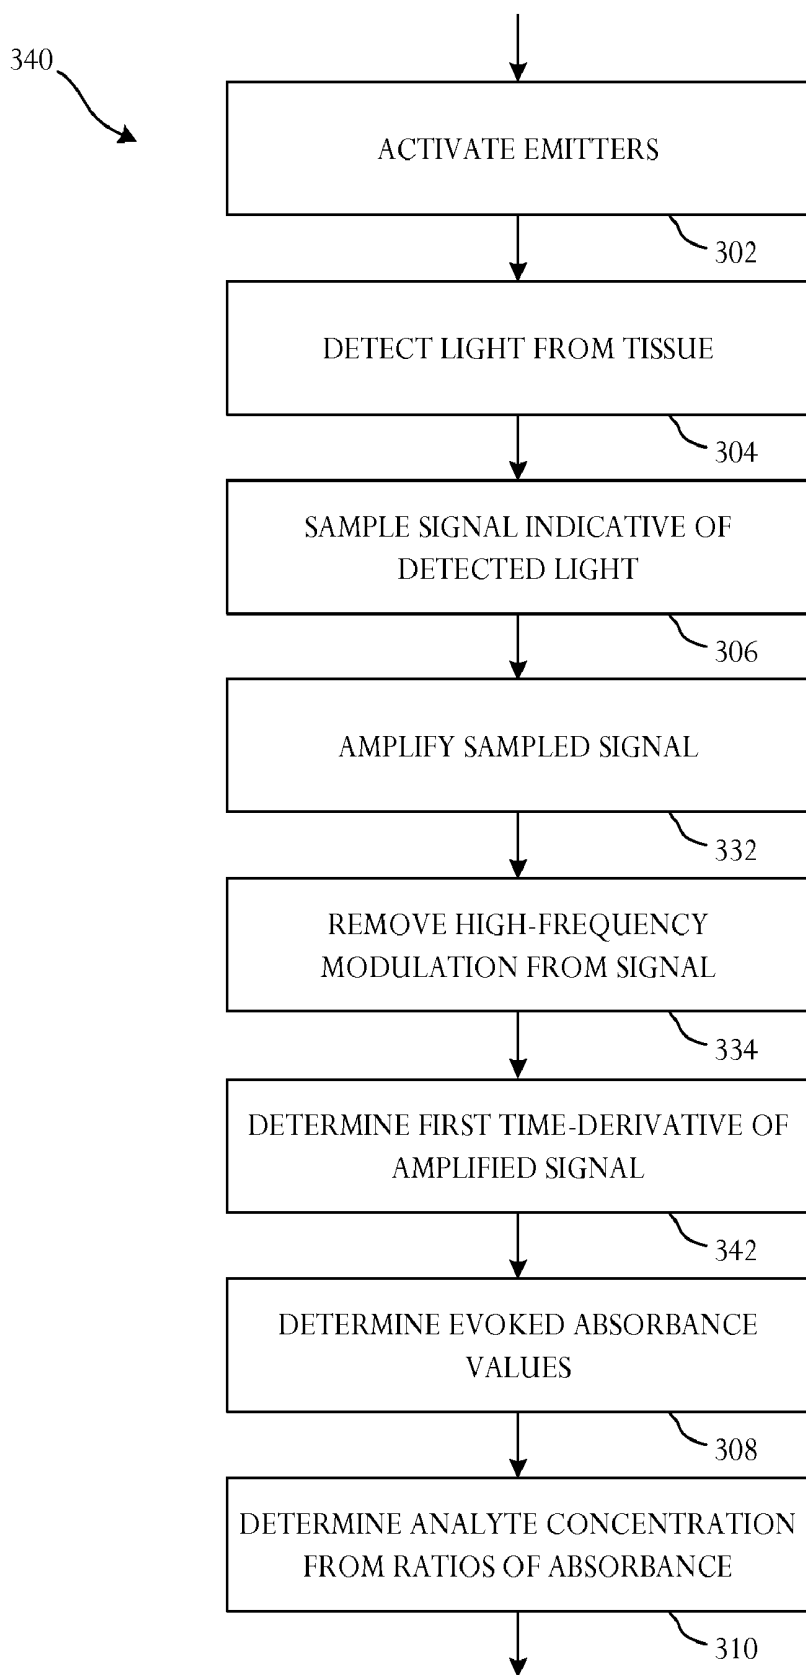 340
ACTIVATE EMITTERS
302
DETECT LIGHT FROM TISSUE
304
SAMPLE SIGNAL INDICATIVE OF
DETECTED LIGHT
306
AMPLIFY SAMPLED SIGNAL
332
REMOVE HIGH-FREQUENCY
MODULATION FROM SIGNAL
334
DETERMINE FIRST TIME-DERIVATIVE OF
AMPLIFIED SIGNAL
342
DETERMINE EVOKED ABSORBANCE
VALUES
308
DETERMINE ANALYTE CONCENTRATION
FROM RATIOS OF ABSORBANCE
310